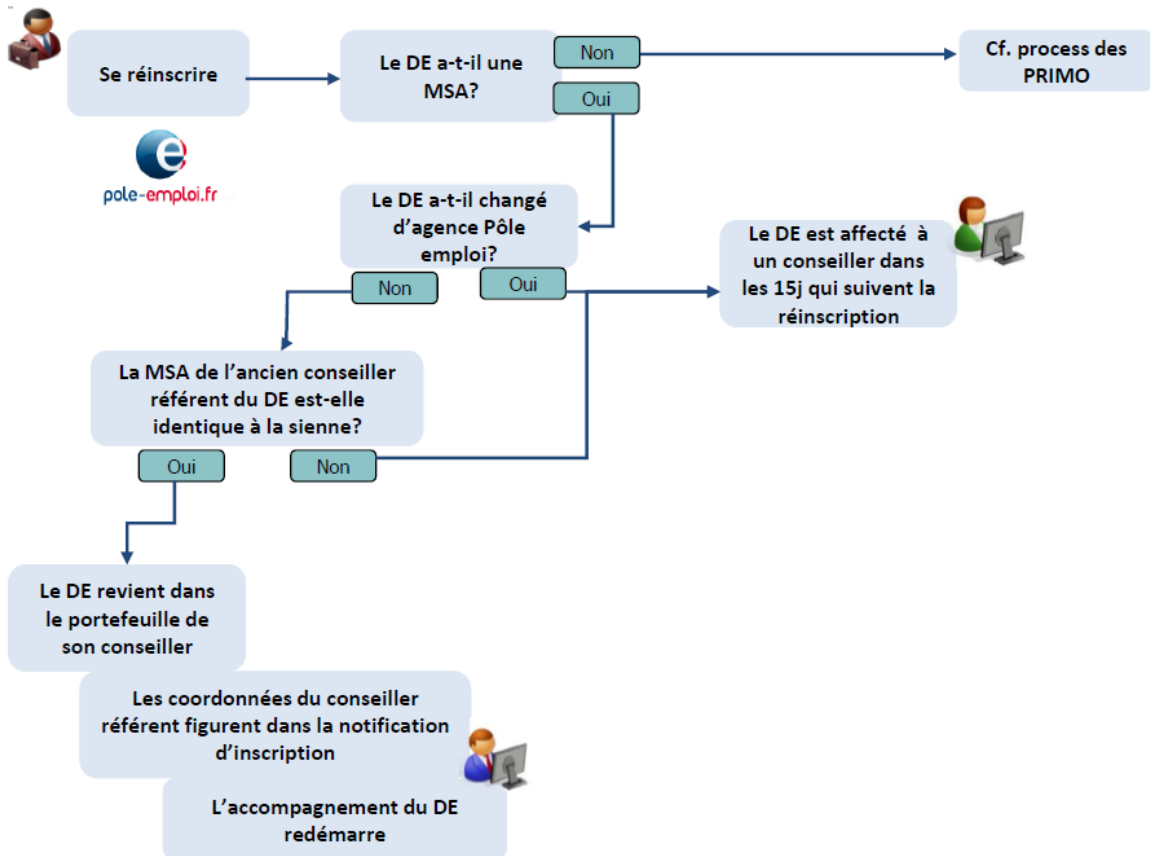 Se réinscrire
Le DE a-t-il une
MSA?
Non
Oui
Cf. process des
PRIMO
e
pole-emploi.fr
Le DE a-t-il changé
d'agence Pôle
emploi?
Non
Oui
Le DE est affecté à
un conseiller dans
les 15j qui suivent la
réinscription
La MSA de l'ancien conseiller
référent du DE est-elle
identique à la sienne?
Oui
Non
Le DE revient dans
le portefeuille de
son conseiller
Les coordonnées du conseiller
référent figurent dans la notification
d'inscription
L'accompagnement du DE
redémarre